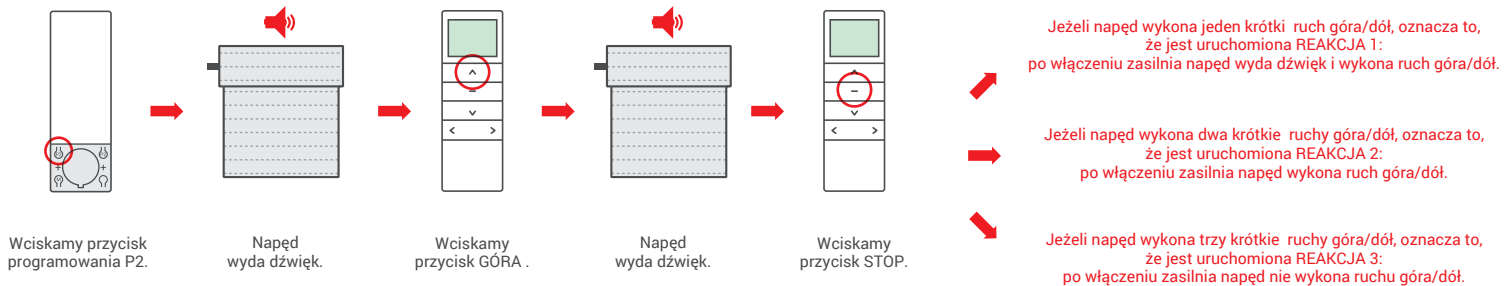 Wciskamy przycisk
programowania P2.
Napęd
wyda dźwięk.
Wciskamy
przycisk GÓRA .
Napęd
wyda dźwięk.
Wciskamy
przycisk STOP.
Jeżeli napęd wykona jeden krótki ruch góra/dół, oznacza to,
że jest uruchomiona REAKCJA 1:
po włączeniu zasilnia napęd wyda dźwięk i wykona ruch góra/dół.
Jeżeli napęd wykona dwa krótkie ruchy góra/dół, oznacza to,
że jest uruchomiona REAKCJA 2:
po włączeniu zasilnia napęd wykona ruch góra/dół.
Jeżeli napęd wykona trzy krótkie ruchy góra/dół, oznacza to,
że jest uruchomiona REAKCJA 3:
po włączeniu zasilnia napęd nie wykona ruchu góra/dół.